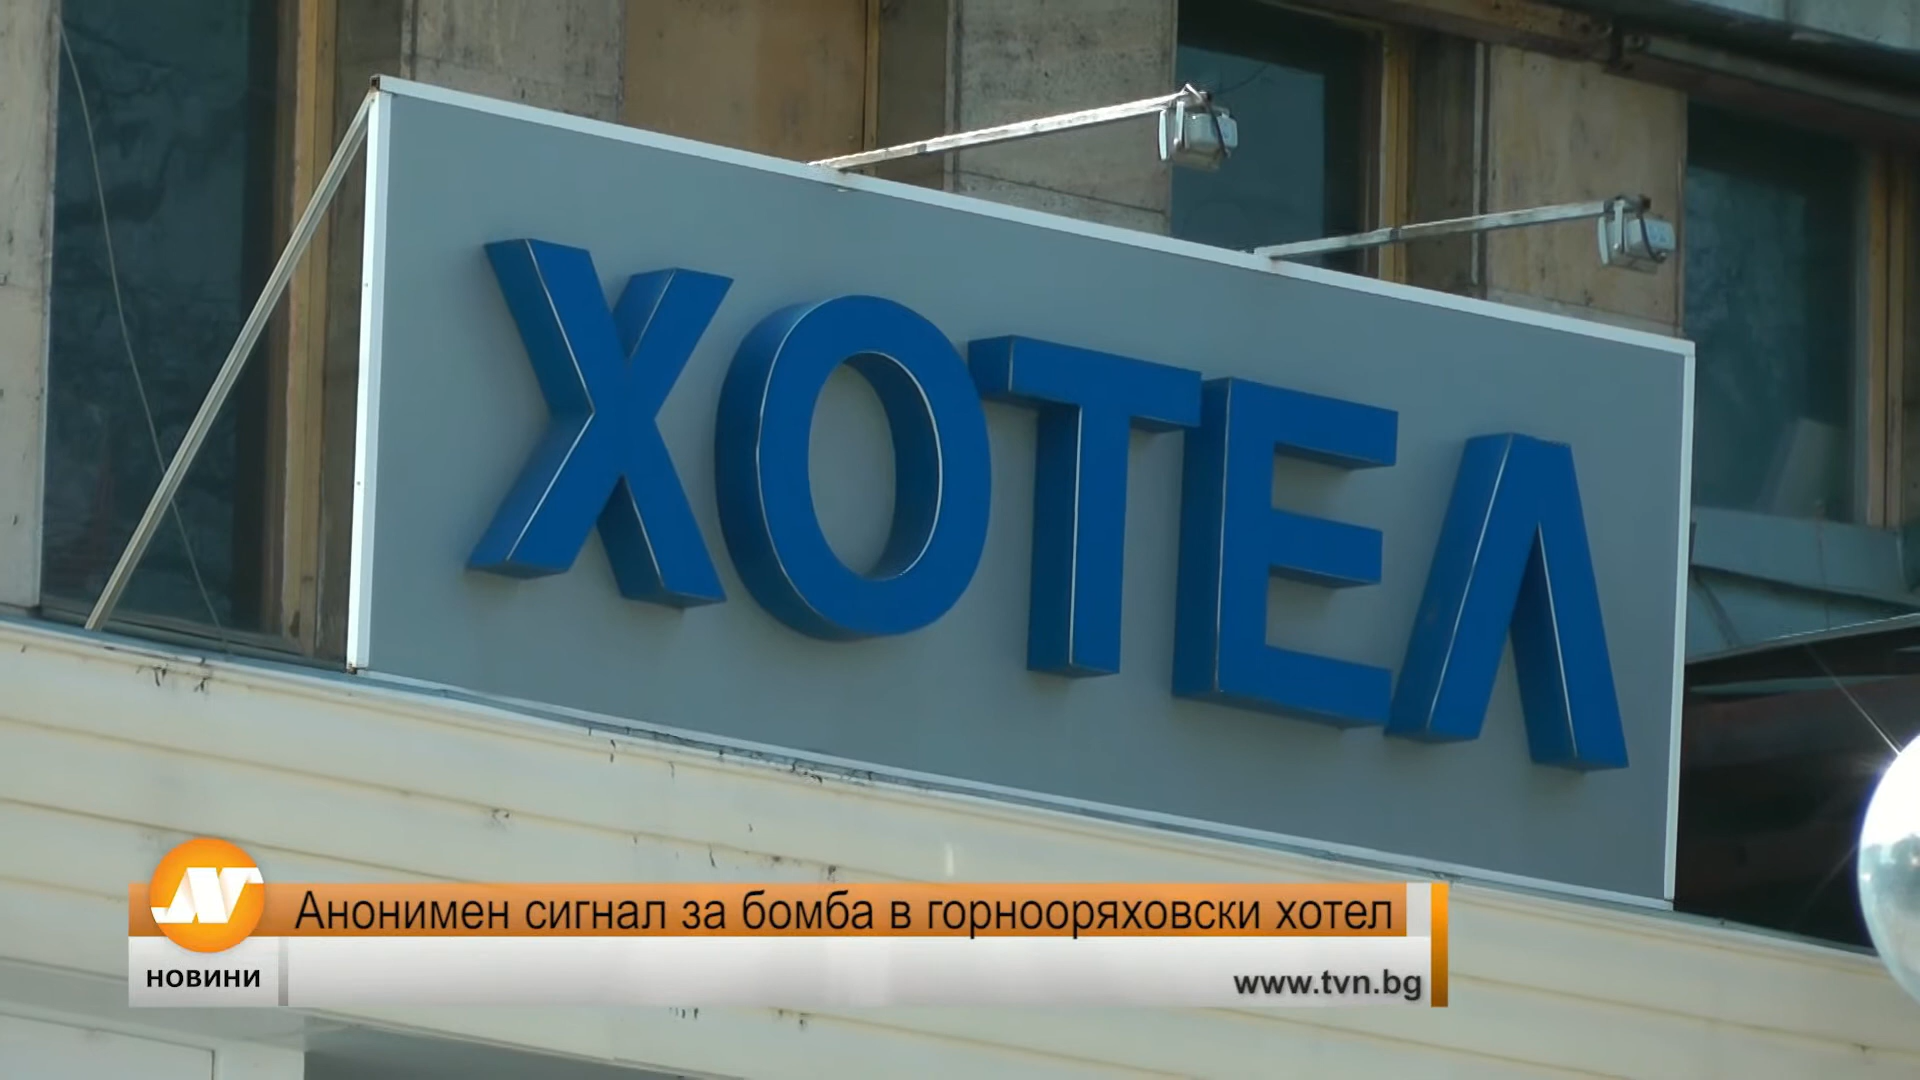 ХОТЕЛ
Анонимен сигнал за бомба в горнооряховски хотел
НОВИНИ
www.tvn.bg